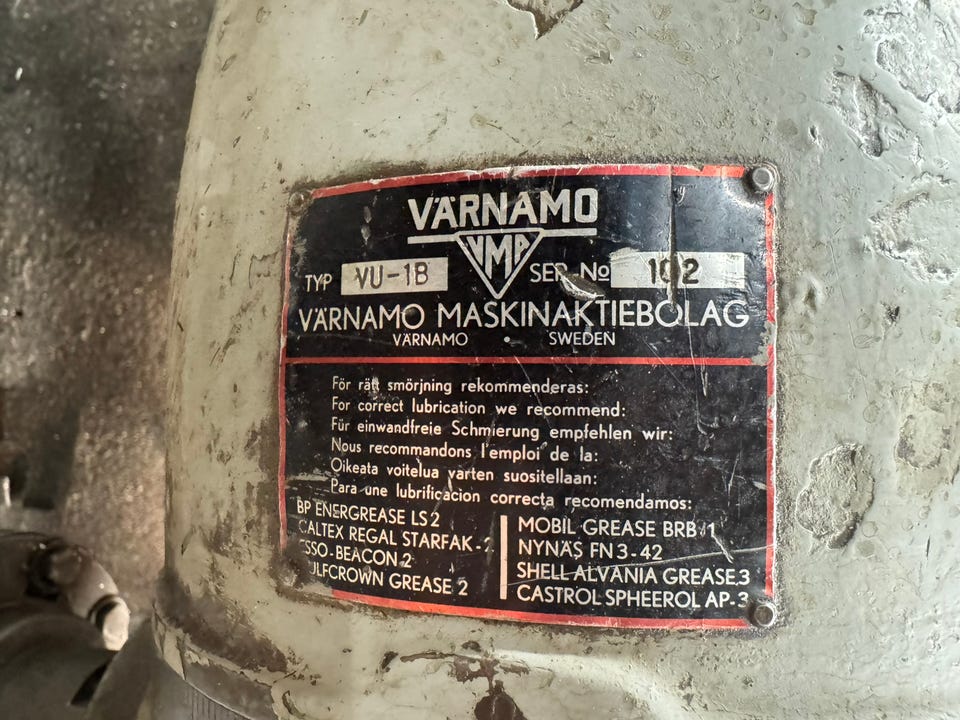 VÄRNAMO
VMA
TYP VU-1B SER. No 102
VÄRNAMO MASKINAKTIEBOLAG
VÄRNAMO • SWEDEN
För rätt smörjning rekommenderas:
For correct lubrication we recommend:
Für einwandfreie Schmierung empfehlen wir:
Nous recommandons l'emploi de la:
Oikeata voitelua varten suositellaan:
Para une lubrificacion correcta recomendamos:
BP ENERGREASE LS 2
CALTEX REGAL STARFAK-2
ESSO-BEACON 2
GULFCROWN GREASE 2
MOBIL GREASE BRB 1
NYNÄS FN 3-42
SHELL ALVANIA GREASE 3
CASTROL SPHEEROL AP-3